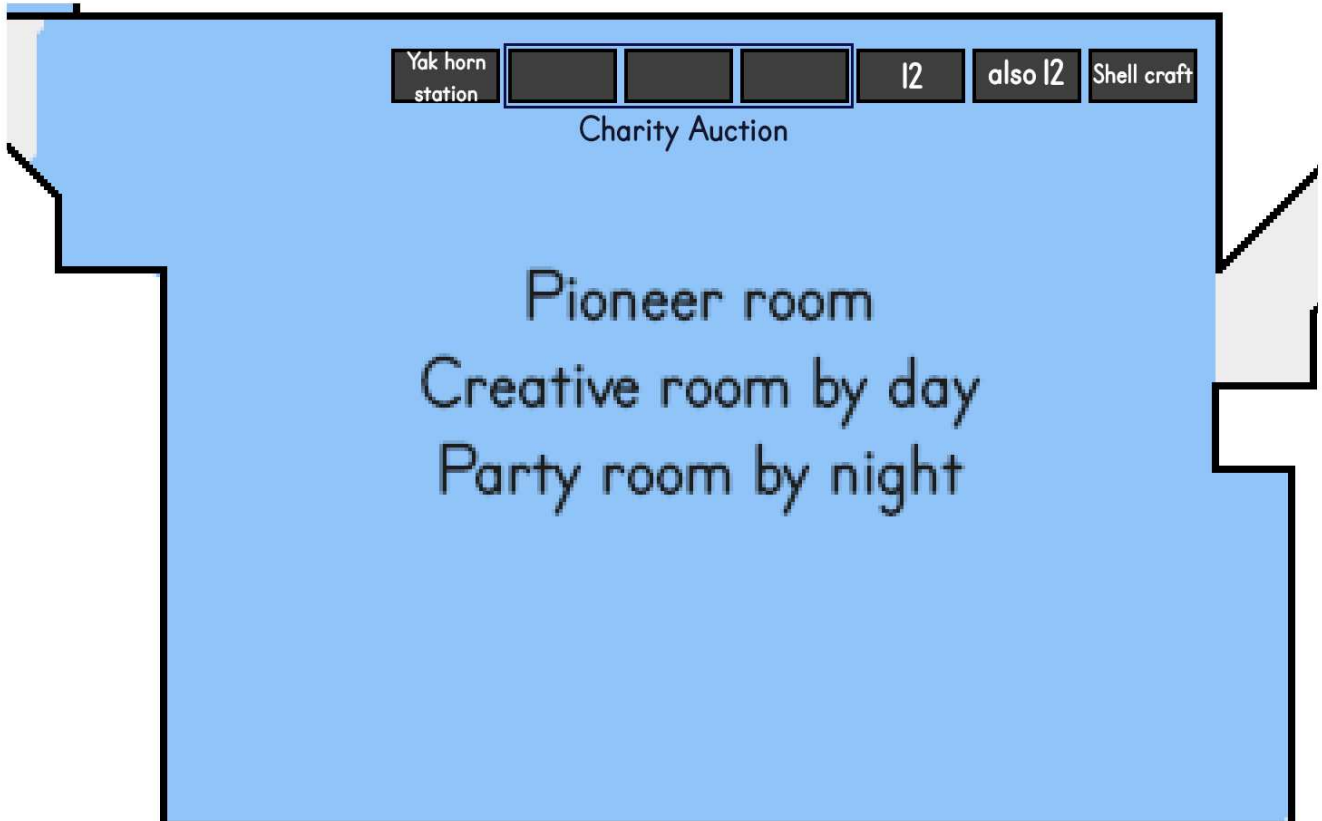 Yak horn
station
12
also 12
Shell craft
Charity Auction
Pioneer room
Creative room by day
Party room by night